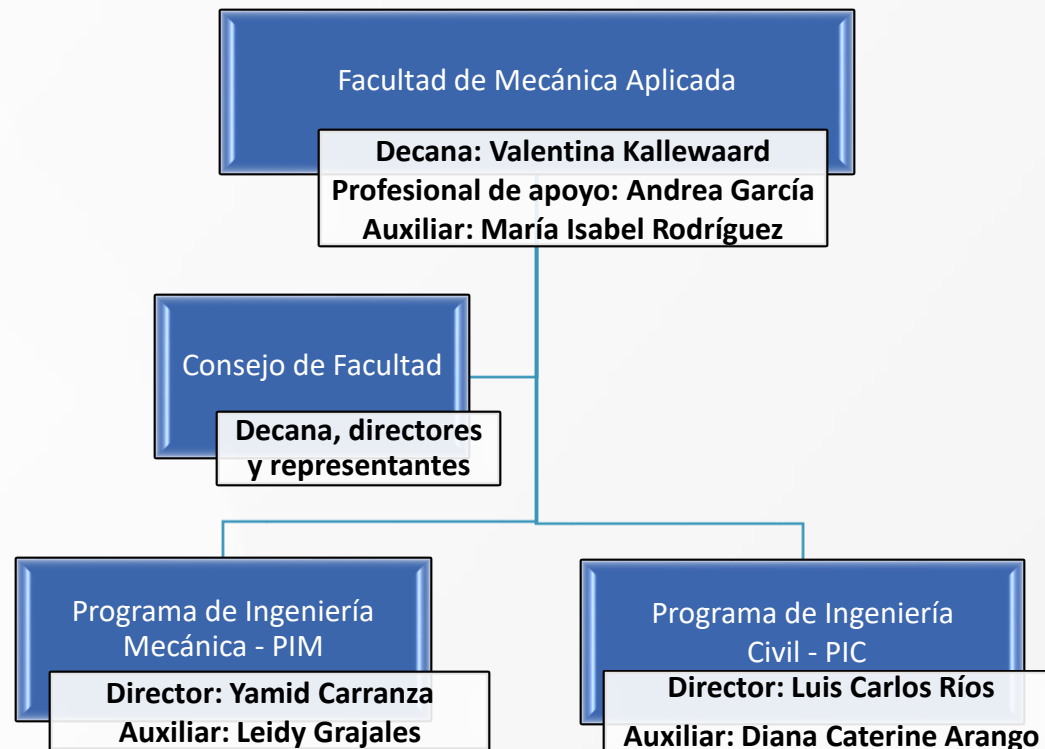 Facultad de Mecánica Aplicada
Decana: Valentina Kallewaard
Profesional de apoyo: Andrea García
Auxiliar: María Isabel Rodríguez
Consejo de Facultad
Decana, directores
y representantes
Programa de Ingeniería
Mecánica - PIM
Director: Yamid Carranza
Auxiliar: Leidy Grajales
Programa de Ingeniería
Civil - PIC
Director: Luis Carlos Ríos
Auxiliar: Diana Caterine Arango